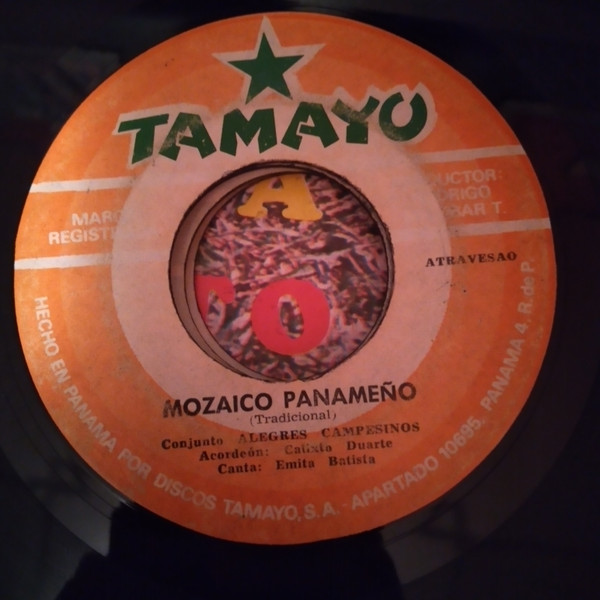 TAMAYO
ATRAVESAO
MOZAICO PANAMEÑO
(Tradicional)
Conjunto ALEGRES CAMPESINOS
Acordeón: Calixto Duarte
Canta: Emita Batista
HECHO EN PANAMA POR DISCOS TAMAYO, S.A. - APARTADO 10695, PANAMA 4, R. de P.
A
O